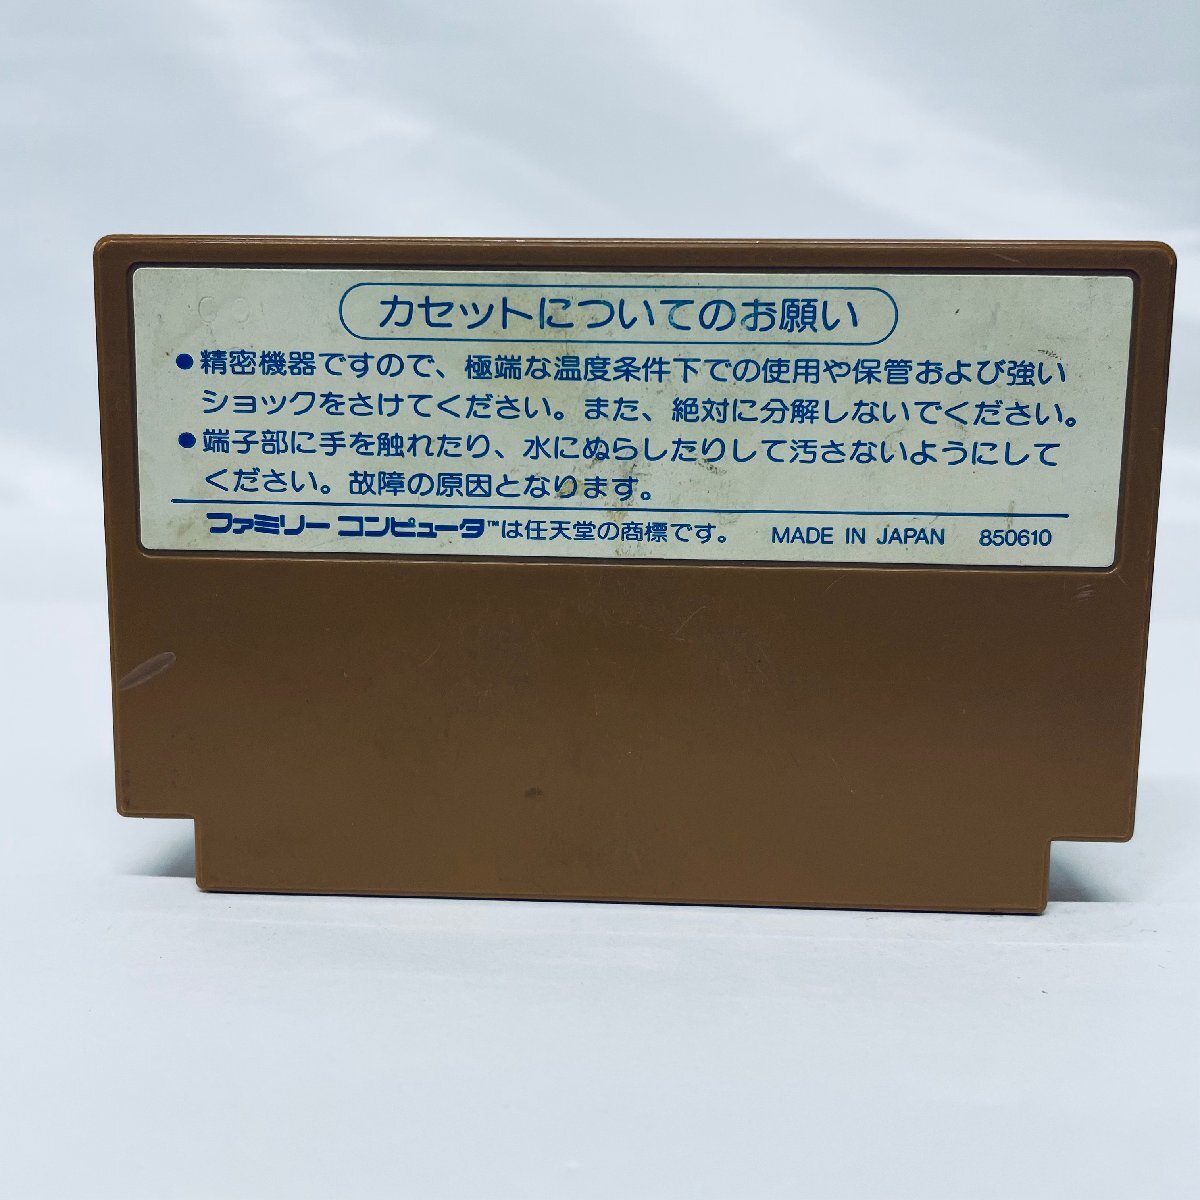 カセットについてのお願い
●精密機器ですので、極端な温度条件下での使用や保管および強い
ショックをさけてください。また、絶対に分解しないでください。
●端子部に手を触れたり、水にぬらしたりして汚さないようにして
ください。故障の原因となります。
ファミリー コンピュータ™は任天堂の商標です。 MADE IN JAPAN 850610